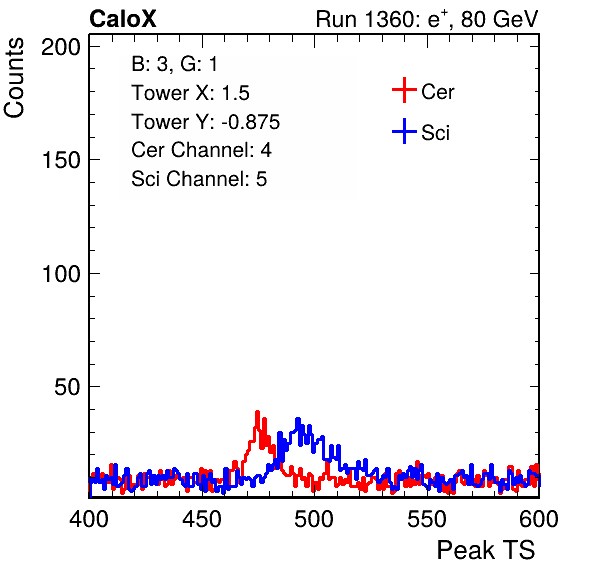 CaloX
Run 1360: e+, 80 GeV
B: 3, G: 1
Tower X: 1.5
Tower Y: -0.875
Cer Channel: 4
Sci Channel: 5
Cer
Sci
Counts
200
150
100
50
400
450
500
550
600
Peak TS